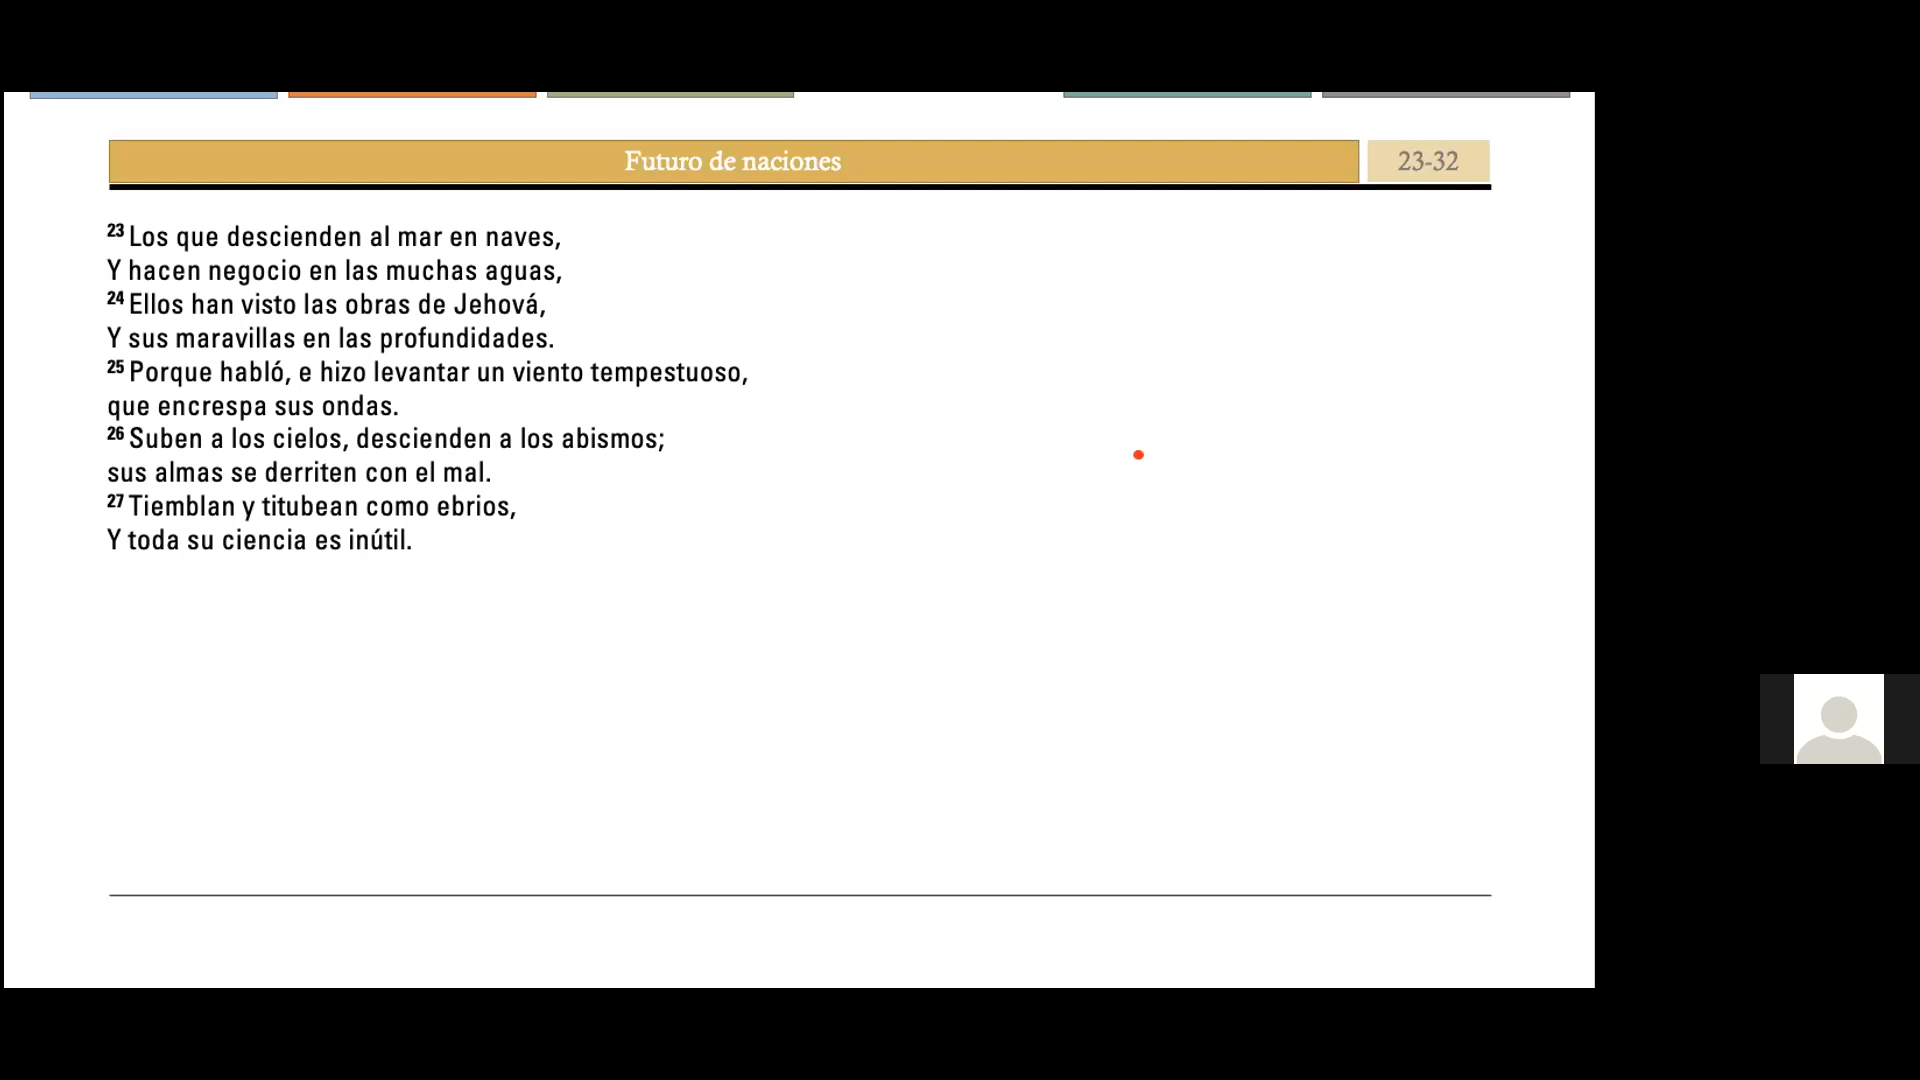 Futuro de naciones
23-32
23 Los que descienden al mar en naves,
Y hacen negocio en las muchas aguas,
24 Ellos han visto las obras de Jehová,
Y sus maravillas en las profundidades.
25 Porque habló, e hizo levantar un viento tempestuoso,
que encrespa sus ondas.
26 Suben a los cielos, descienden a los abismos;
sus almas se derriten con el mal.
27 Tiemblan y titubean como ebrios,
Y toda su ciencia es inútil.